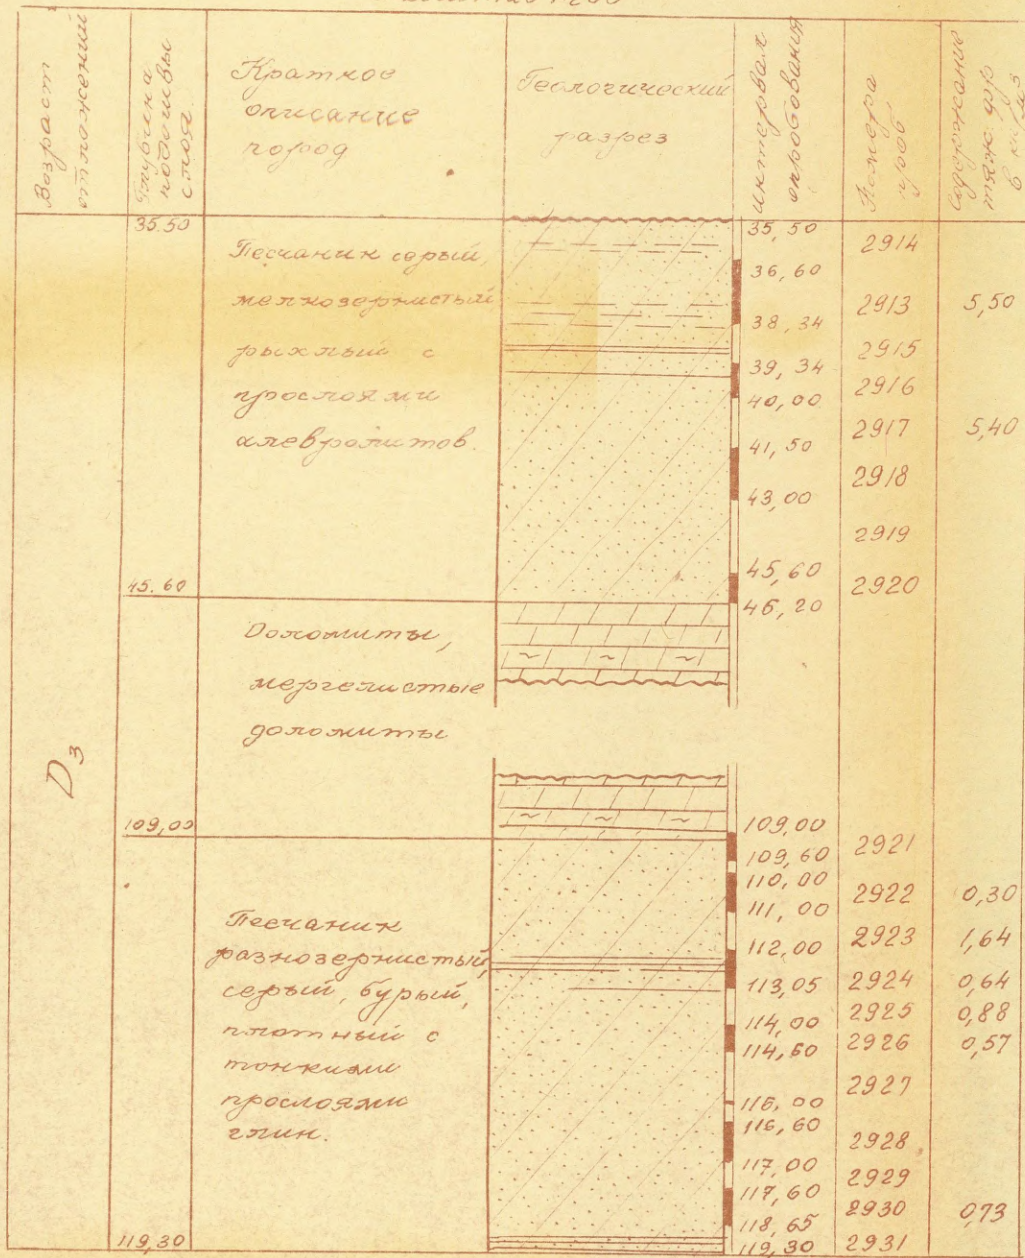 Возраст
отложений
Глубина
подошвы
слоя
Краткое
описание
пород
Геологический
разрез
интервал
опробования
Номера
проб
Содержание
тяж. фр
в кг/м3
D3
35.50
45.60
109,00
119,30
Песчаник серый,
мелкозернистый
рыхлый с
прослоями
алевролитов.
Доломиты,
мергелистые
доломиты
Песчаник
разнозернистый,
серый, бурый,
плотный с
тонкими
прослоями
глин.
35,50
36,60
38,34
39,34
40,00
41,50
43,00
45,60
46,20
109,00
109,60
110,00
111,00
112,00
113,05
114,00
114,60
116,00
116,60
117,00
117,60
118,65
119,30
2914
2913 5,50
2915
2916
2917 5,40
2918
2919
2920
2921
2922 0,30
2923 1,64
2924 0,64
2925 0,88
2926 0,57
2927
2928
2929
2930 0,73
2931